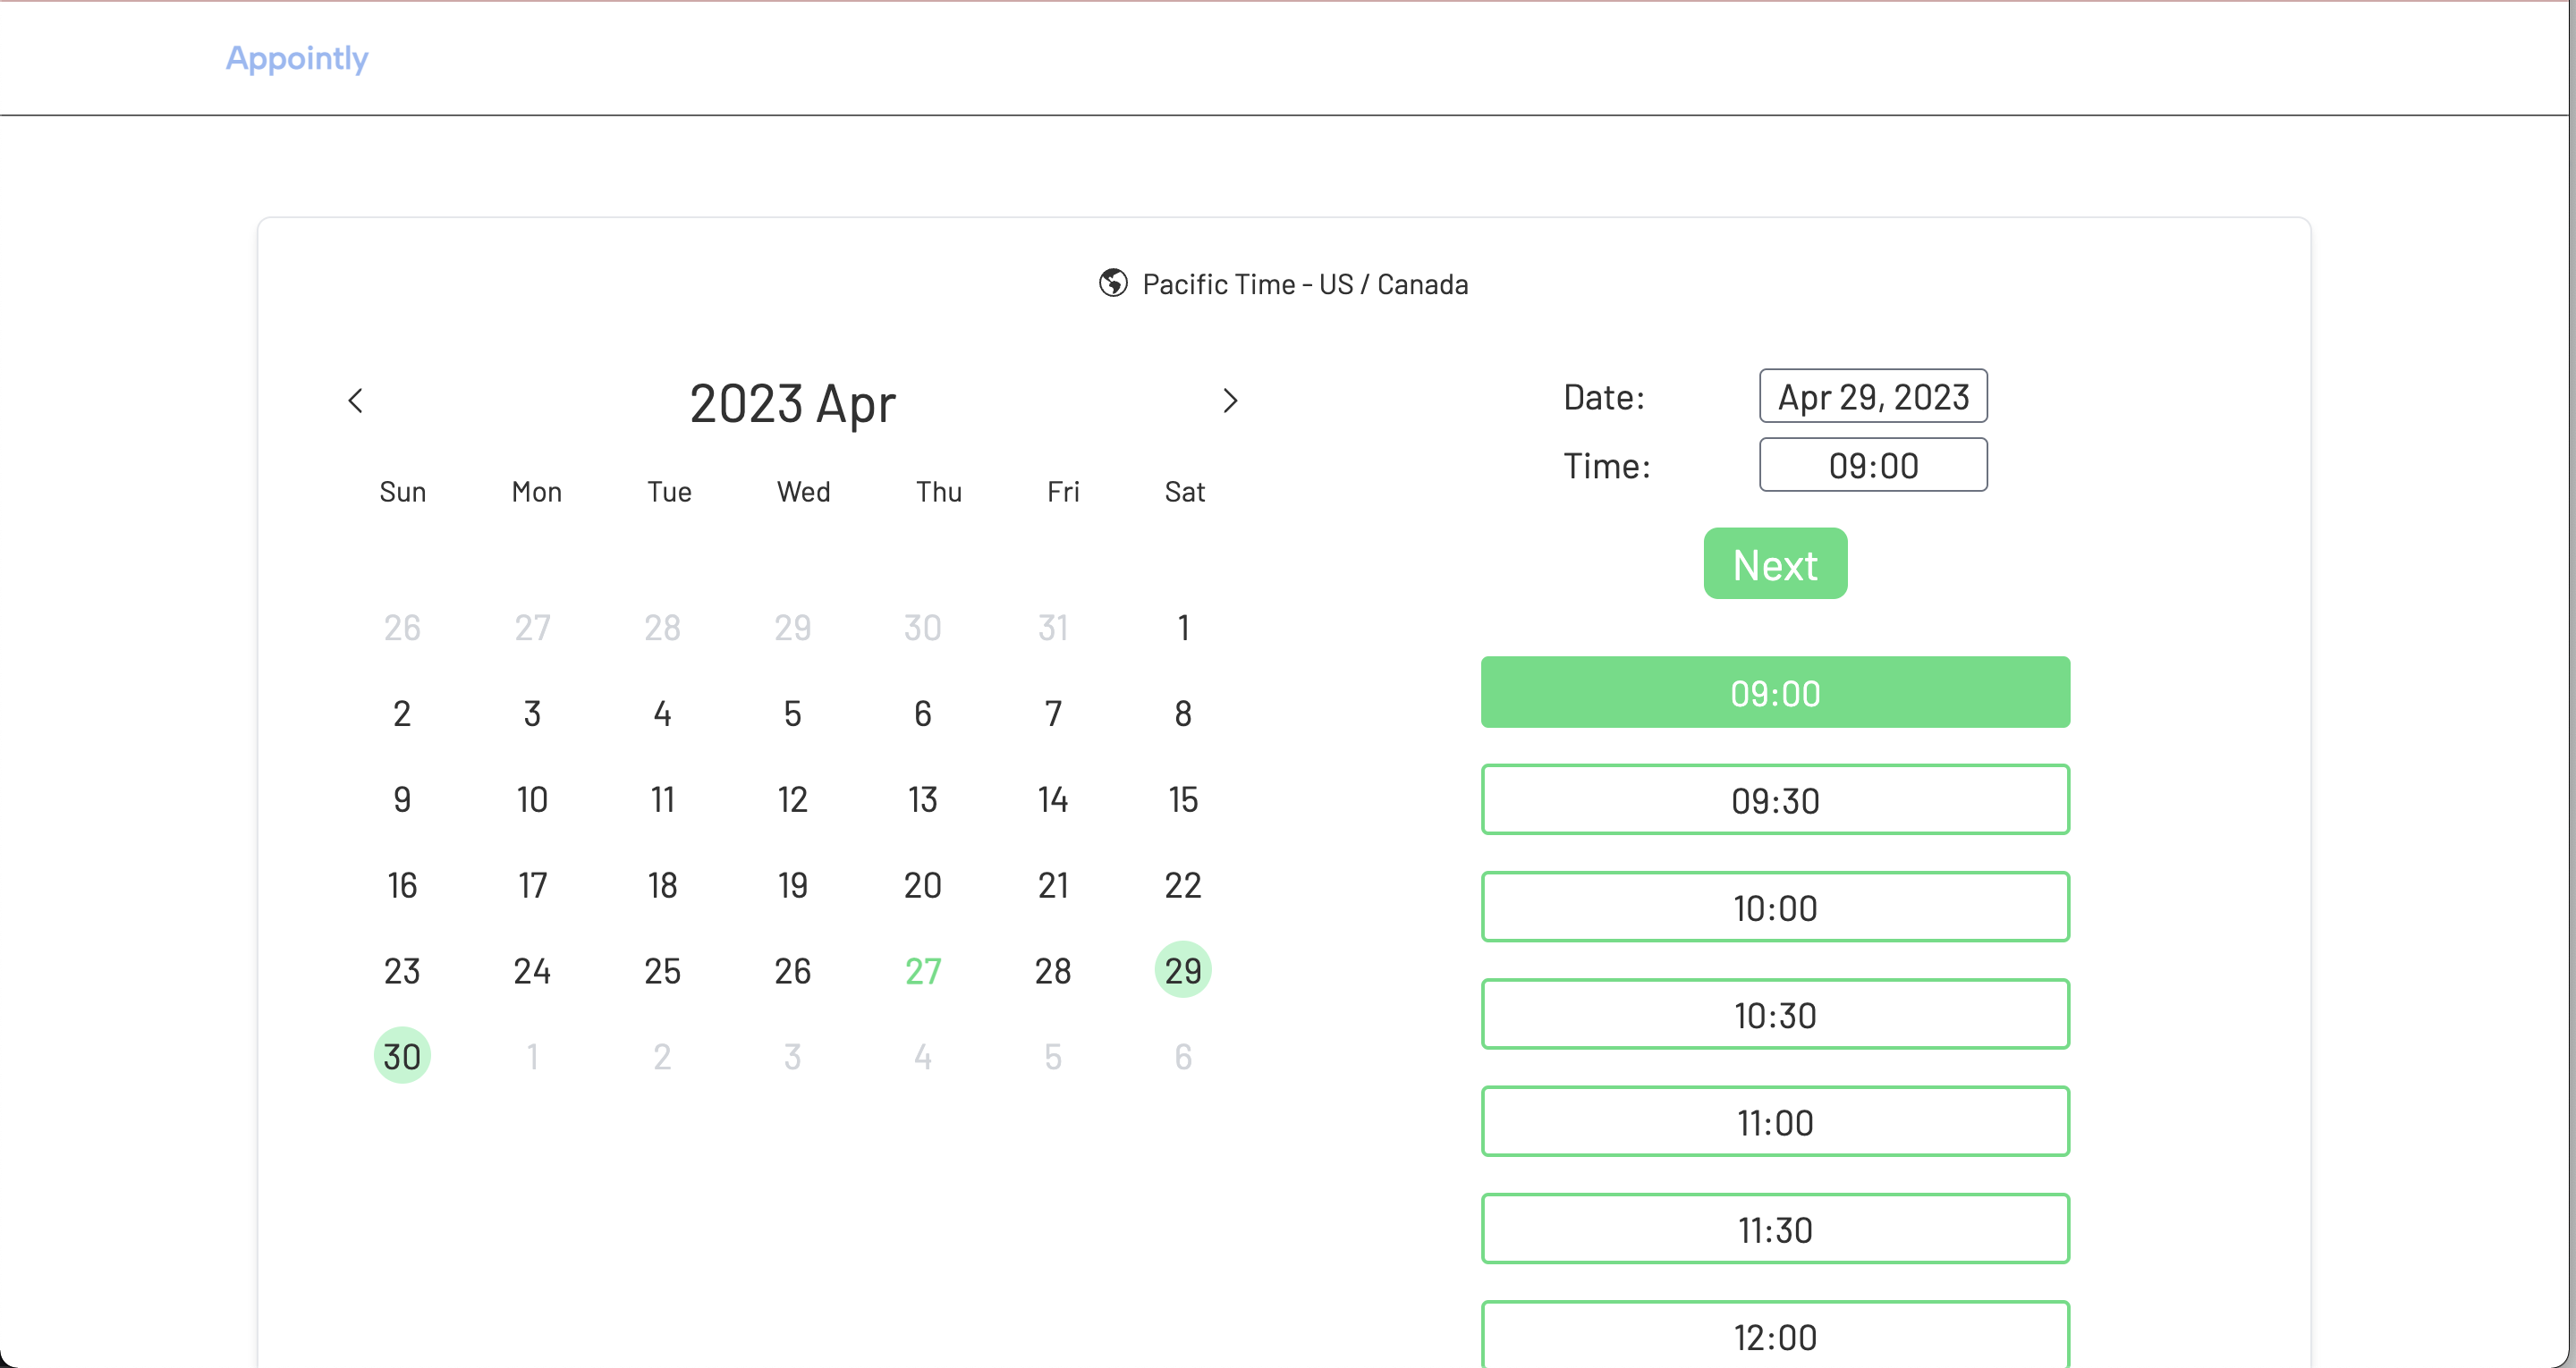 Appointly
Pacific Time - US / Canada
2023 Apr
Sun Mon Tue Wed Thu Fri Sat
26 27 28 29 30 31 1
2 3 4 5 6 7 8
9 10 11 12 13 14 15
16 17 18 19 20 21 22
23 24 25 26 27 28 29
30 1 2 3 4 5 6
Date: Apr 29, 2023
Time: 09:00
Next
09:00
09:30
10:00
10:30
11:00
11:30
12:00